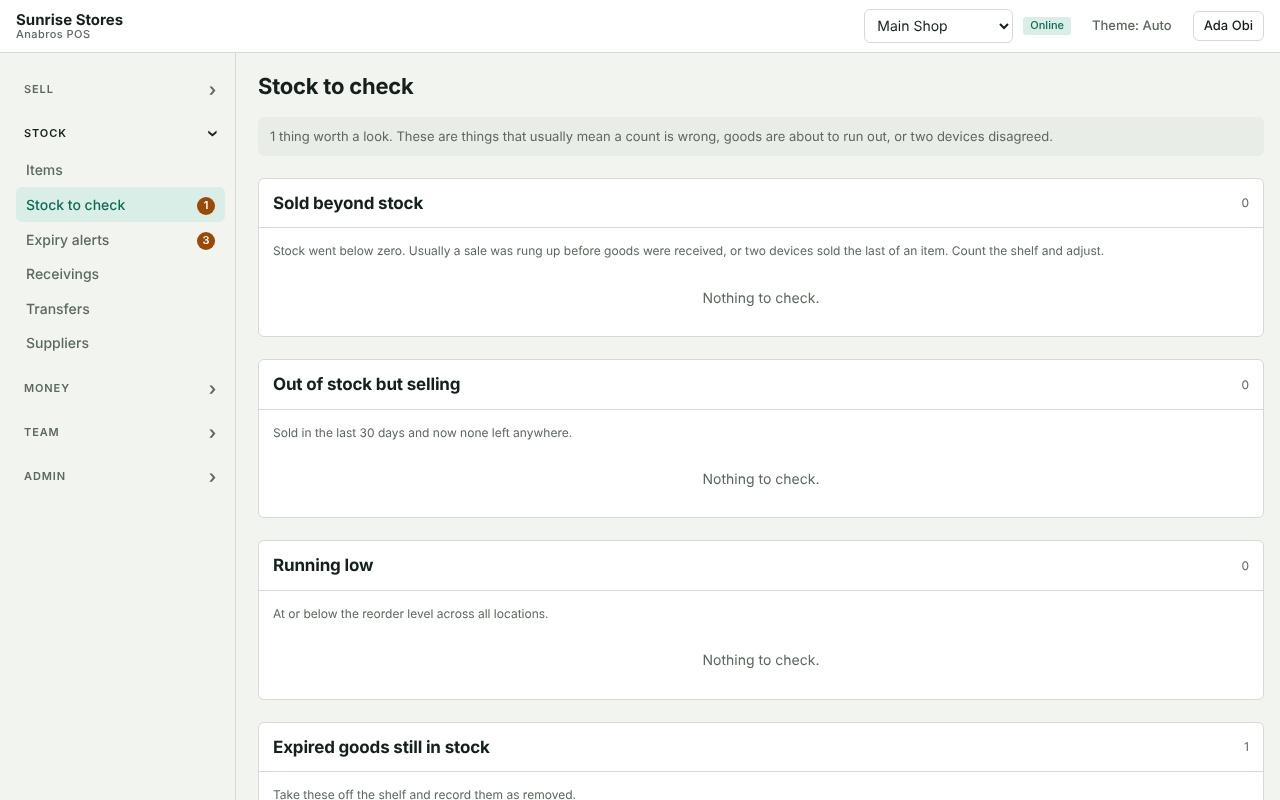 Sunrise Stores
Anabros POS
Main Shop
Online
Theme: Auto
Ada Obi
SELL
STOCK
Items
Stock to check
1
Expiry alerts
3
Receivings
Transfers
Suppliers
MONEY
TEAM
ADMIN
Stock to check
1 thing worth a look. These are things that usually mean a count is wrong, goods are about to run out, or two devices disagreed.
Sold beyond stock
0
Stock went below zero. Usually a sale was rung up before goods were received, or two devices sold the last of an item. Count the shelf and adjust.
Nothing to check.
Out of stock but selling
0
Sold in the last 30 days and now none left anywhere.
Nothing to check.
Running low
0
At or below the reorder level across all locations.
Nothing to check.
Expired goods still in stock
1
Take these off the shelf and record them as removed.